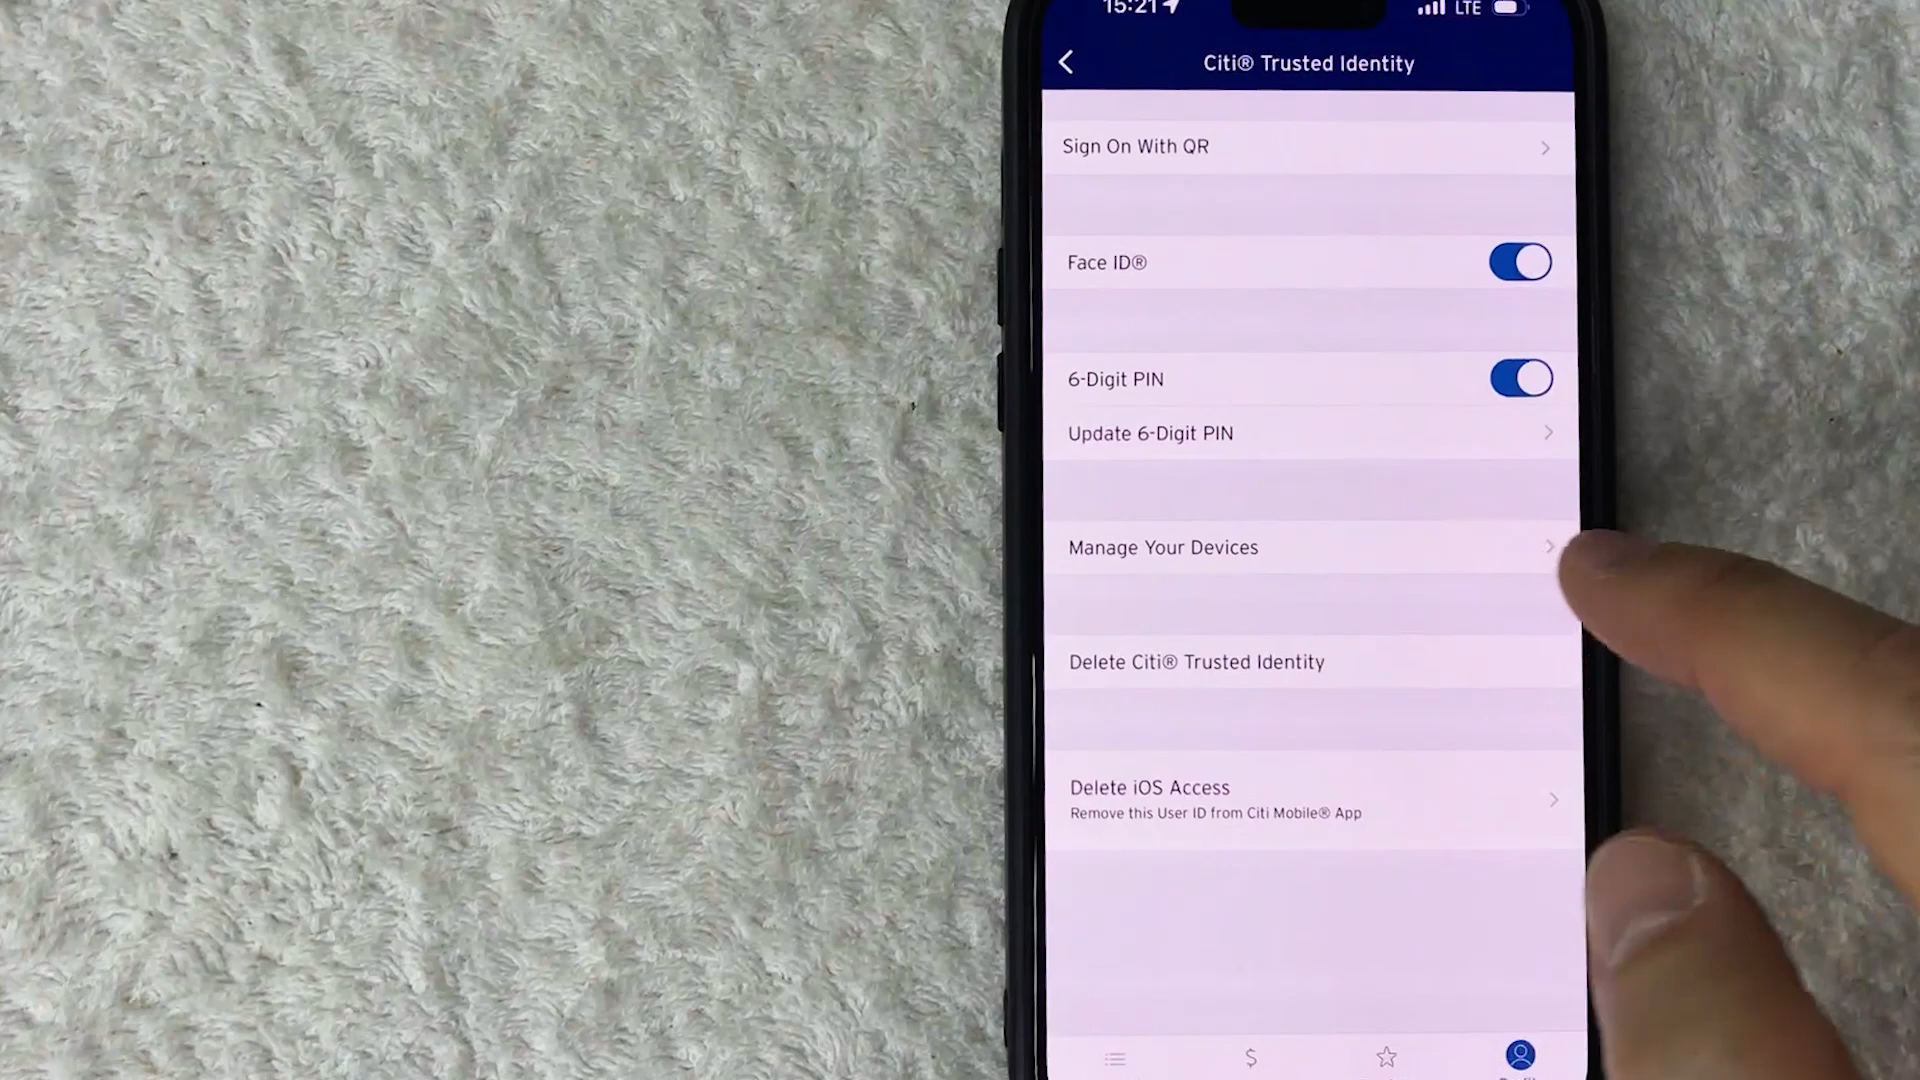 15:21 LTE
Citi® Trusted Identity
Sign On With QR
Face ID®
6-Digit PIN
Update 6-Digit PIN
Manage Your Devices
Delete Citi® Trusted Identity
Delete iOS Access
Remove this User ID from Citi Mobile® App
$